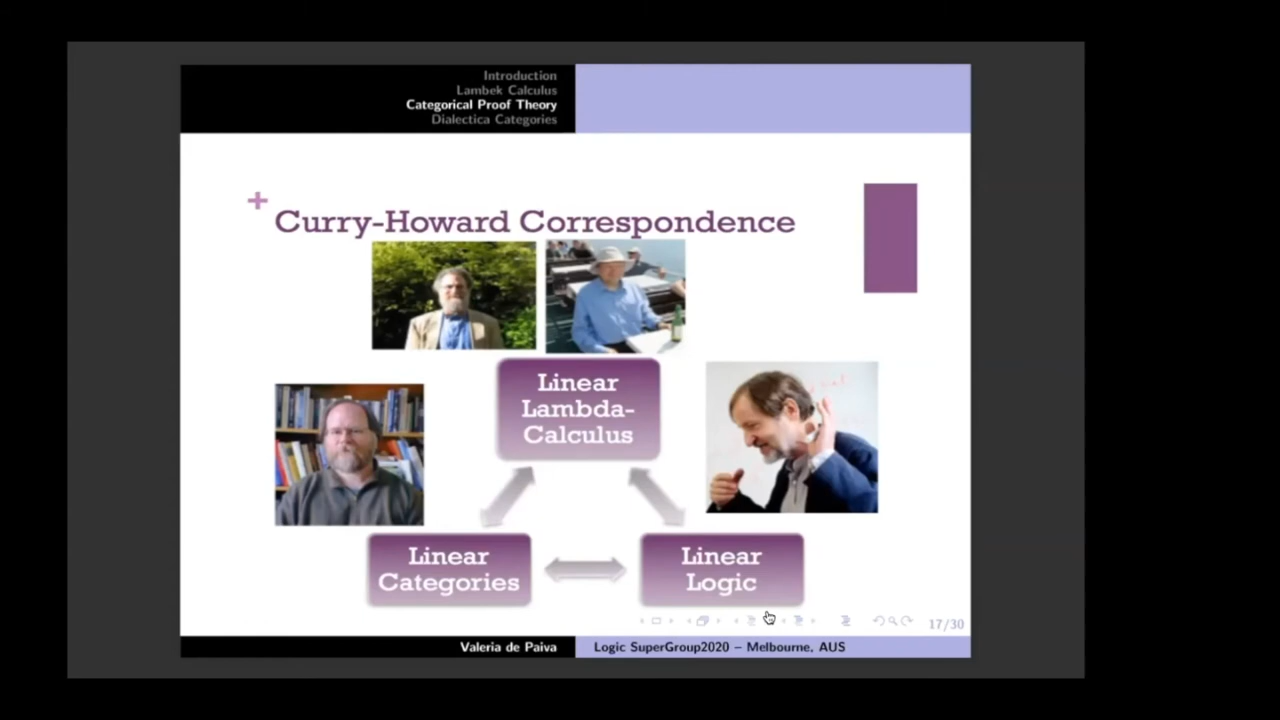 Introduction
Lambek Calculus
Categorical Proof Theory
Dialectica Categories
+
Curry-Howard Correspondence
Linear
Lambda-
Calculus
Linear
Categories
Linear
Logic
17/30
Valeria de Paiva
Logic SuperGroup2020 – Melbourne, AUS